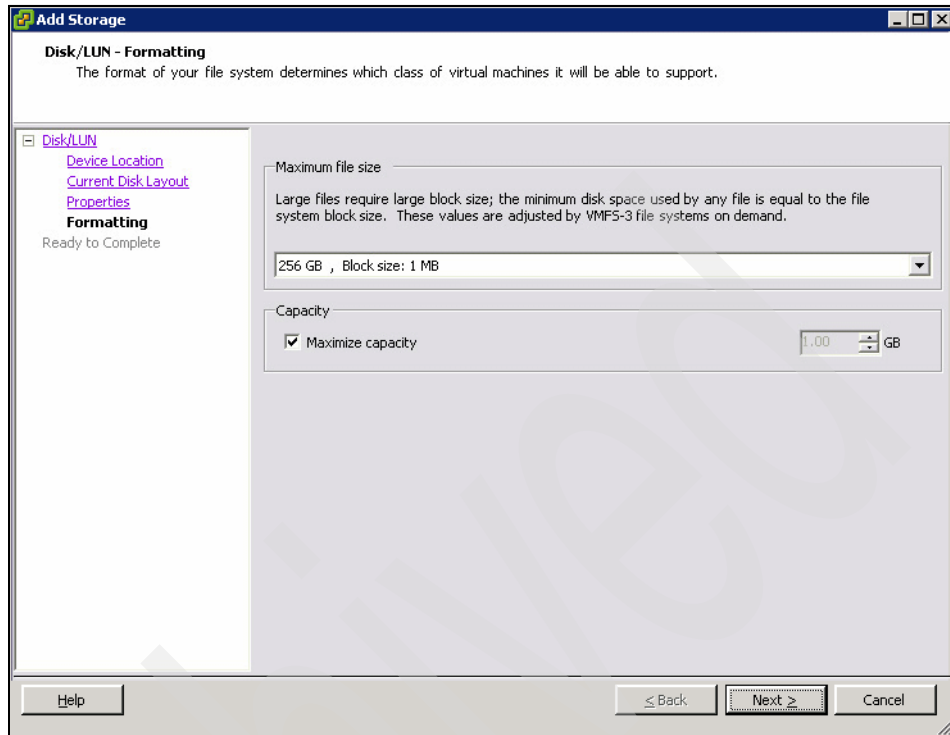 Add Storage
Disk/LUN - Formatting
The format of your file system determines which class of virtual machines it will be able to support.
Disk/LUN
Device Location
Current Disk Layout
Properties
Formatting
Ready to Complete
Maximum file size
Large files require large block size; the minimum disk space used by any file is equal to the file
system block size. These values are adjusted by VMFS-3 file systems on demand.
256 GB , Block size: 1 MB
Capacity
Maximize capacity
1.00 GB
Help
≤ Back
Next ≥
Cancel